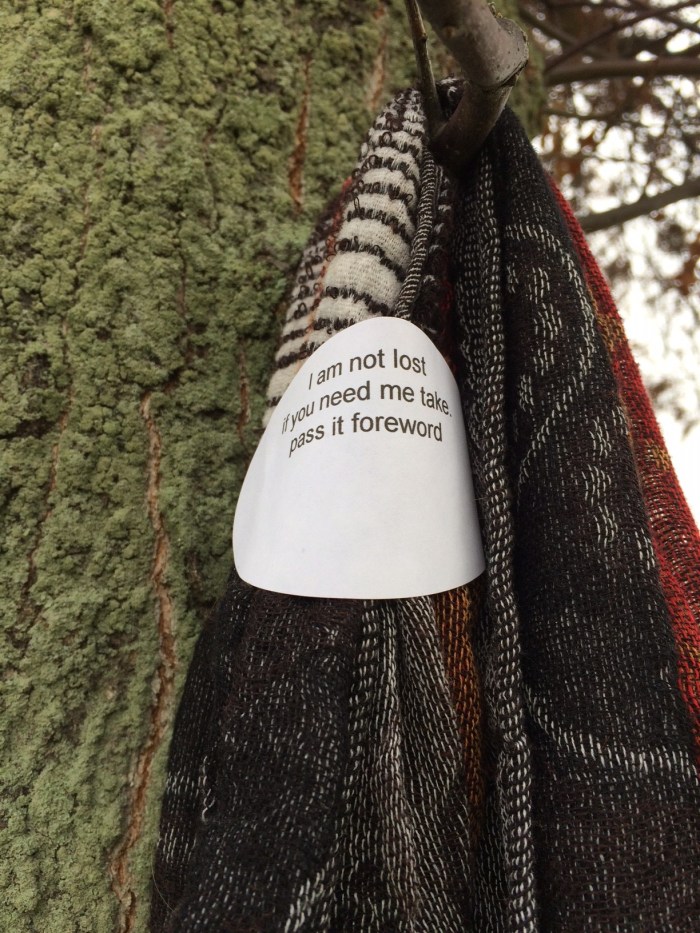 I am not lost
if you need me take.
pass it foreword